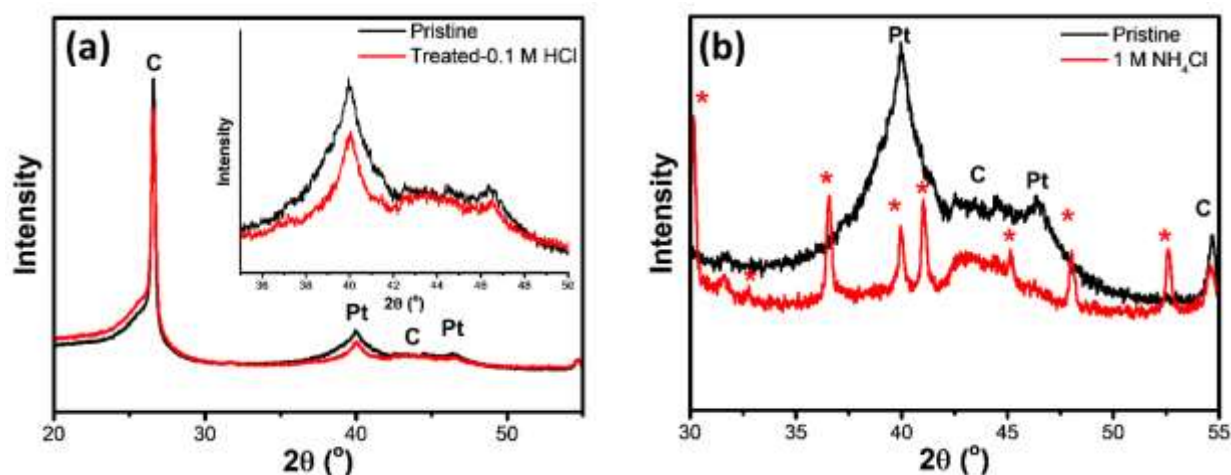 (a)
C
Pristine
Treated-0.1 M HCl
Intensity
36 38 40 42 44 46 48 50
2θ (°)
Pt
C
Pt
Intensity
20 30 40 50
2θ (°)
(b)
Pt
Pristine
1 M NH₄Cl
*
*
*
*
*
*
*
*
C
Pt
C
Intensity
30 35 40 45 50 55
2θ (°)